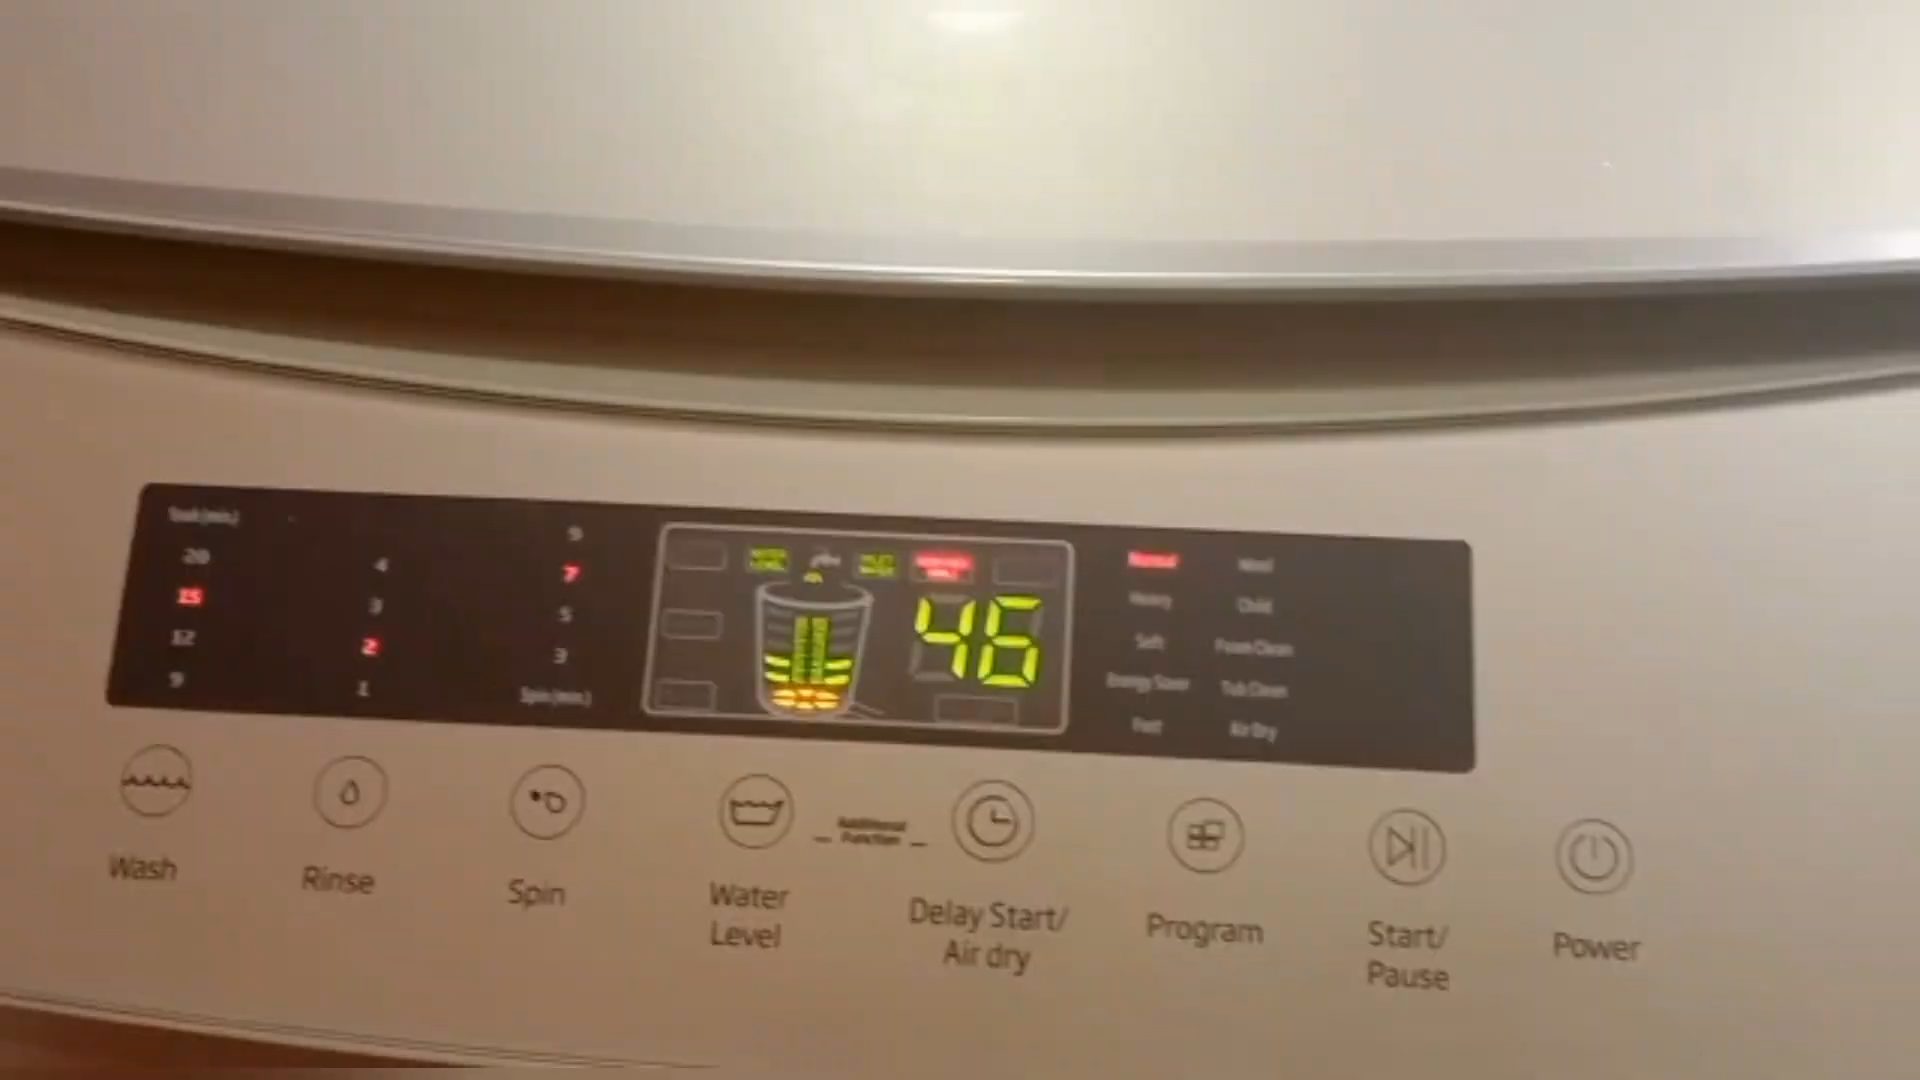 Soak(min.)
20
15
12
9
4
3
2
1
9
7
5
3
Spin(min.)
WATER
LEVEL
46
Normal
Heavy
Soft
Energy Saver
Fast
Wool
Child
Foam Clean
Tub Clean
Air Dry
Wash
Rinse
Spin
Water
Level
Additional
Function
Delay Start/
Air dry
Program
Start/
Pause
Power